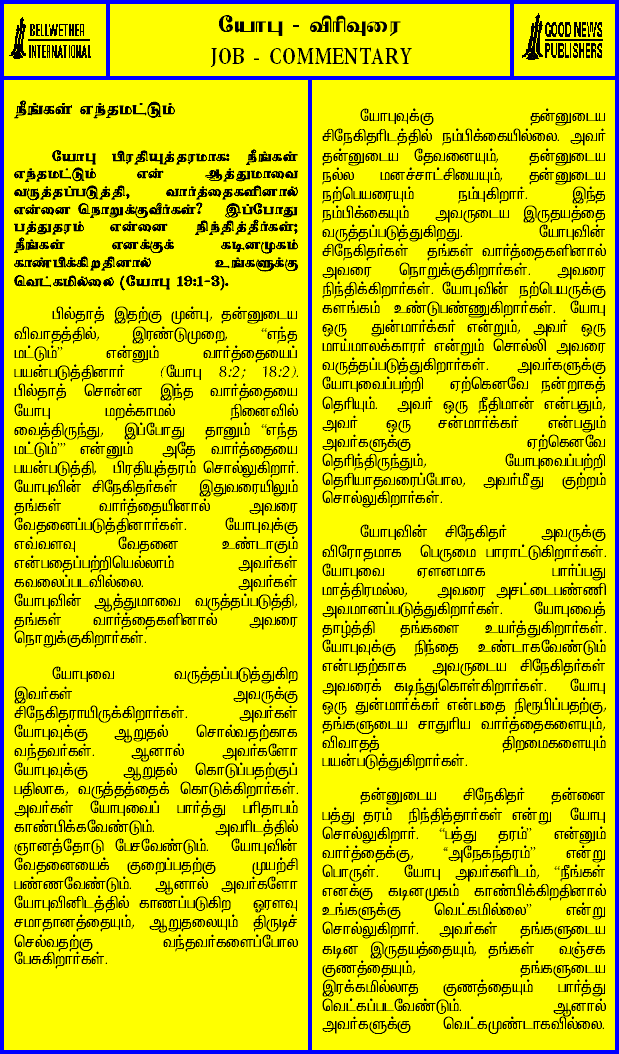 BELLWETHER
INTERNATIONAL
யோபு - விரிவுரை
JOB - COMMENTARY
GOOD NEWS
PUBLISHERS
நீங்கள் எந்தமட்டும்
யோபு பிரதியுத்தரமாக: நீங்கள்
எந்தமட்டும் என் ஆத்துமாவை
வருத்தப்படுத்தி, வார்த்தைகளினால்
என்னை நொறுக்குவீர்கள்? இப்போது
பத்துதரம் என்னை நிந்தித்தீர்கள்;
நீங்கள் எனக்குக் கடினமுகம்
காண்பிக்கிறதினால் உங்களுக்கு
வெட்கமில்லை (யோபு 19:1-3).
பில்தாத் இதற்கு முன்பு, தன்னுடைய
விவாதத்தில், இரண்டுமுறை, “எந்த
மட்டும்” என்னும் வார்த்தையைப்
பயன்படுத்தினார் (யோபு 8:2; 18:2).
பில்தாத் சொன்ன இந்த வார்த்தையை
யோபு மறக்காமல் நினைவில்
வைத்திருந்து, இப்போது தானும் “எந்த
மட்டும்’” என்னும் அதே வார்த்தையை
பயன்படுத்தி, பிரதியுத்தரம் சொல்லுகிறார்.
யோபுவின் சிநேகிதர்கள் இதுவரையிலும்
தங்கள் வார்த்தையினால் அவரை
வேதனைப்படுத்தினார்கள். யோபுவுக்கு
எவ்வளவு வேதனை உண்டாகும்
என்பதைப்பற்றியெல்லாம் அவர்கள்
கவலைப்படவில்லை. அவர்கள்
யோபுவின் ஆத்துமாவை வருத்தப்படுத்தி,
தங்கள் வார்த்தைகளினால் அவரை
நொறுக்குகிறார்கள்.
யோபுவை வருத்தப்படுத்துகிற
இவர்கள் அவருக்கு
சிநேகிதராயிருக்கிறார்கள். அவர்கள்
யோபுவுக்கு ஆறுதல் சொல்வதற்காக
வந்தவர்கள். ஆனால் அவர்களோ
யோபுவுக்கு ஆறுதல் கொடுப்பதற்குப்
பதிலாக, வருத்தத்தைக் கொடுக்கிறார்கள்.
அவர்கள் யோபுவைப் பார்த்து பரிதாபம்
காண்பிக்கவேண்டும். அவரிடத்தில்
ஞானத்தோடு பேசவேண்டும். யோபுவின்
வேதனையைக் குறைப்பதற்கு முயற்சி
பண்ணவேண்டும். ஆனால் அவர்களோ
யோபுவினிடத்தில் காணப்படுகிற ஓரளவு
சமாதானத்தையும், ஆறுதலையும் திருடிச்
செல்வதற்கு வந்தவர்களைப்போல
பேசுகிறார்கள்.
யோபுவுக்கு தன்னுடைய
சிநேகிதரிடத்தில் நம்பிக்கையில்லை. அவர்
தன்னுடைய தேவனையும், தன்னுடைய
நல்ல மனச்சாட்சியையும், தன்னுடைய
நற்பெயரையும் நம்புகிறார். இந்த
நம்பிக்கையும் அவருடைய இருதயத்தை
வருத்தப்படுத்துகிறது. யோபுவின்
சிநேகிதர்கள் தங்கள் வார்த்தைகளினால்
அவரை நொறுக்குகிறார்கள். அவரை
நிந்திக்கிறார்கள். யோபுவின் நற்பெயருக்கு
களங்கம் உண்டுபண்ணுகிறார்கள். யோபு
ஒரு துன்மார்க்கர் என்றும், அவர் ஒரு
மாய்மாலக்காரர் என்றும் சொல்லி அவரை
வருத்தப்படுத்துகிறார்கள். அவர்களுக்கு
யோபுவைப்பற்றி ஏற்கெனவே நன்றாகத்
தெரியும். அவர் ஒரு நீதிமான் என்பதும்,
அவர் ஒரு சன்மார்க்கர் என்பதும்
அவர்களுக்கு ஏற்கெனவே
தெரிந்திருந்தும், யோபுவைப்பற்றி
தெரியாதவரைப்போல, அவர்மீது குற்றம்
சொல்லுகிறார்கள்.
யோபுவின் சிநேகிதர் அவருக்கு
விரோதமாக பெருமை பாராட்டுகிறார்கள்.
யோபுவை ஏளனமாக பார்ப்பது
மாத்திரமல்ல, அவரை அசட்டைபண்ணி
அவமானப்படுத்துகிறார்கள். யோபுவைத்
தாழ்த்தி தங்களை உயர்த்துகிறார்கள்.
யோபுவுக்கு நிந்தை உண்டாகவேண்டும்
என்பதற்காக அவருடைய சிநேகிதர்கள்
அவரைக் கடிந்துகொள்கிறார்கள். யோபு
ஒரு துன்மார்க்கர் என்பதை நிரூபிப்பதற்கு,
தங்களுடைய சாதுரிய வார்த்தைகளையும்,
விவாதத் திறமைகளையும்
பயன்படுத்துகிறார்கள்.
தன்னுடைய சிநேகிதர் தன்னை
பத்து தரம் நிந்தித்தார்கள் என்று யோபு
சொல்லுகிறார். “பத்து தரம்” என்னும்
வார்த்தைக்கு, “அநேகந்தரம்” என்று
பொருள். யோபு அவர்களிடம், “நீங்கள்
எனக்கு கடினமுகம் காண்பிக்கிறதினால்
உங்களுக்கு வெட்கமில்லை” என்று
சொல்லுகிறார். அவர்கள் தங்களுடைய
கடின இருதயத்தையும், தங்கள் வஞ்சக
குணத்தையும், தங்களுடைய
இரக்கமில்லாத குணத்தையும் பார்த்து
வெட்கப்படவேண்டும். ஆனால்
அவர்களுக்கு வெட்கமுண்டாகவில்லை.